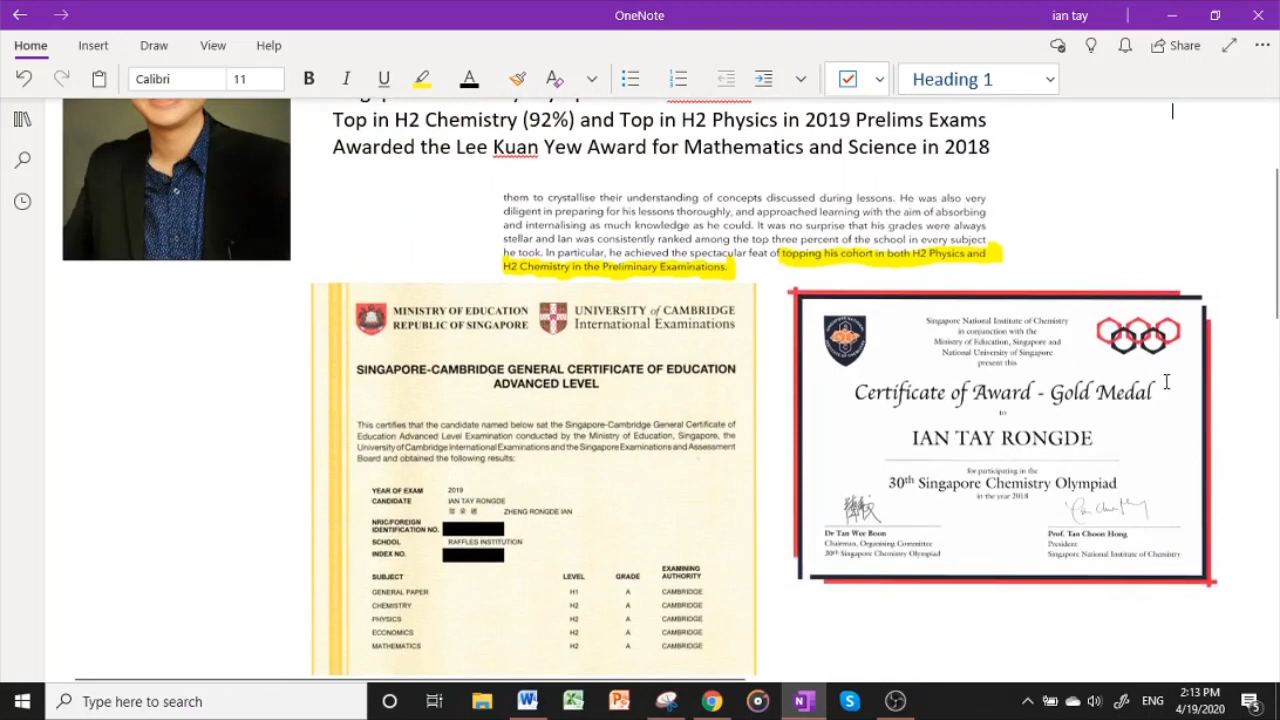 OneNote
ian tay
Home
Insert
Draw
View
Help
Share
Calibri
11
B
I
U
A
Heading 1
Top in H2 Chemistry (92%) and Top in H2 Physics in 2019 Prelims Exams
Awarded the Lee Kuan Yew Award for Mathematics and Science in 2018
them to crystallise their understanding of concepts discussed during lessons. He was also very
diligent in preparing for his lessons thoroughly, and approached learning with the aim of absorbing
and internalising as much knowledge as he could. It was no surprise that his grades were always
stellar and Ian was consistently ranked among the top three percent of the school in every subject
he took. In particular, he achieved the spectacular feat of topping his cohort in both H2 Physics and
H2 Chemistry in the Preliminary Examinations.
MINISTRY OF EDUCATION
REPUBLIC OF SINGAPORE
UNIVERSITY of CAMBRIDGE
International Examinations
SINGAPORE-CAMBRIDGE GENERAL CERTIFICATE OF EDUCATION
ADVANCED LEVEL
This certifies that the candidate named below sat the Singapore-Cambridge General Certificate of
Education Advanced Level Examination conducted by the Ministry of Education, Singapore, the
University of Cambridge International Examinations and the Singapore Examinations and Assessment
Board and obtained the following results:
YEAR OF EXAM 2019
CANDIDATE IAN TAY RONGDE
ZHENG RONGDE IAN
NRIC/FOREIGN
IDENTIFICATION NO.
SCHOOL RAFFLES INSTITUTION
INDEX NO.
SUBJECT LEVEL GRADE EXAMINING AUTHORITY
GENERAL PAPER H1 A CAMBRIDGE
CHEMISTRY H2 A CAMBRIDGE
PHYSICS H2 A CAMBRIDGE
ECONOMICS H2 A CAMBRIDGE
MATHEMATICS H2 A CAMBRIDGE
Singapore National Institute of Chemistry
in conjunction with the
Ministry of Education, Singapore and
National University of Singapore
present this
Certificate of Award - Gold Medal
to
IAN TAY RONGDE
for participating in the
30th Singapore Chemistry Olympiad
in the year 2018
Dr Tan Wee Boon
Chairman, Organising Committee
30th Singapore Chemistry Olympiad
Prof. Tan Choon Hong
President
Singapore National Institute of Chemistry
Type here to search
ENG
2:13 PM
4/19/2020
5